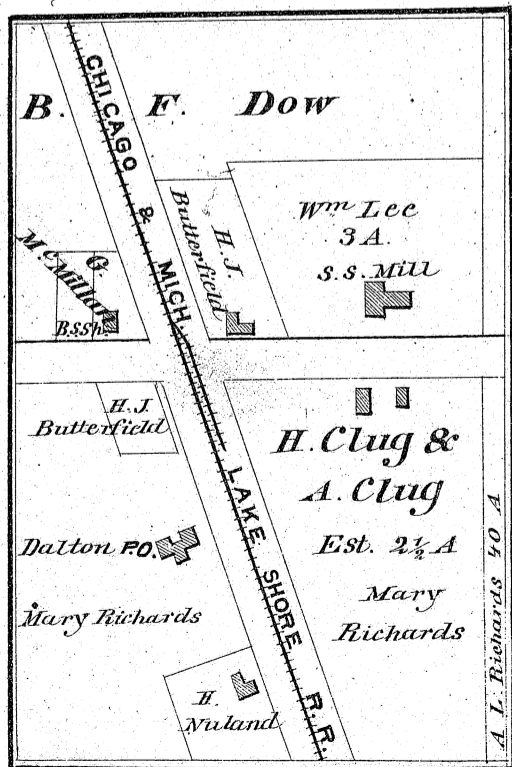 B. F. Dow
CHICAGO & MICH. LAKE SHORE R.R.
H. J.
Butterfield
Wm Lee
3 A.
S.S. Mill
G.
McMillan
B.S.Sh.
H. J.
Butterfield
H. Clug &
A. Clug
Est. 2½ A
Dalton P.O.
Mary
Richards
Mary Richards
H.
Nuland
A L. Richards 40 A